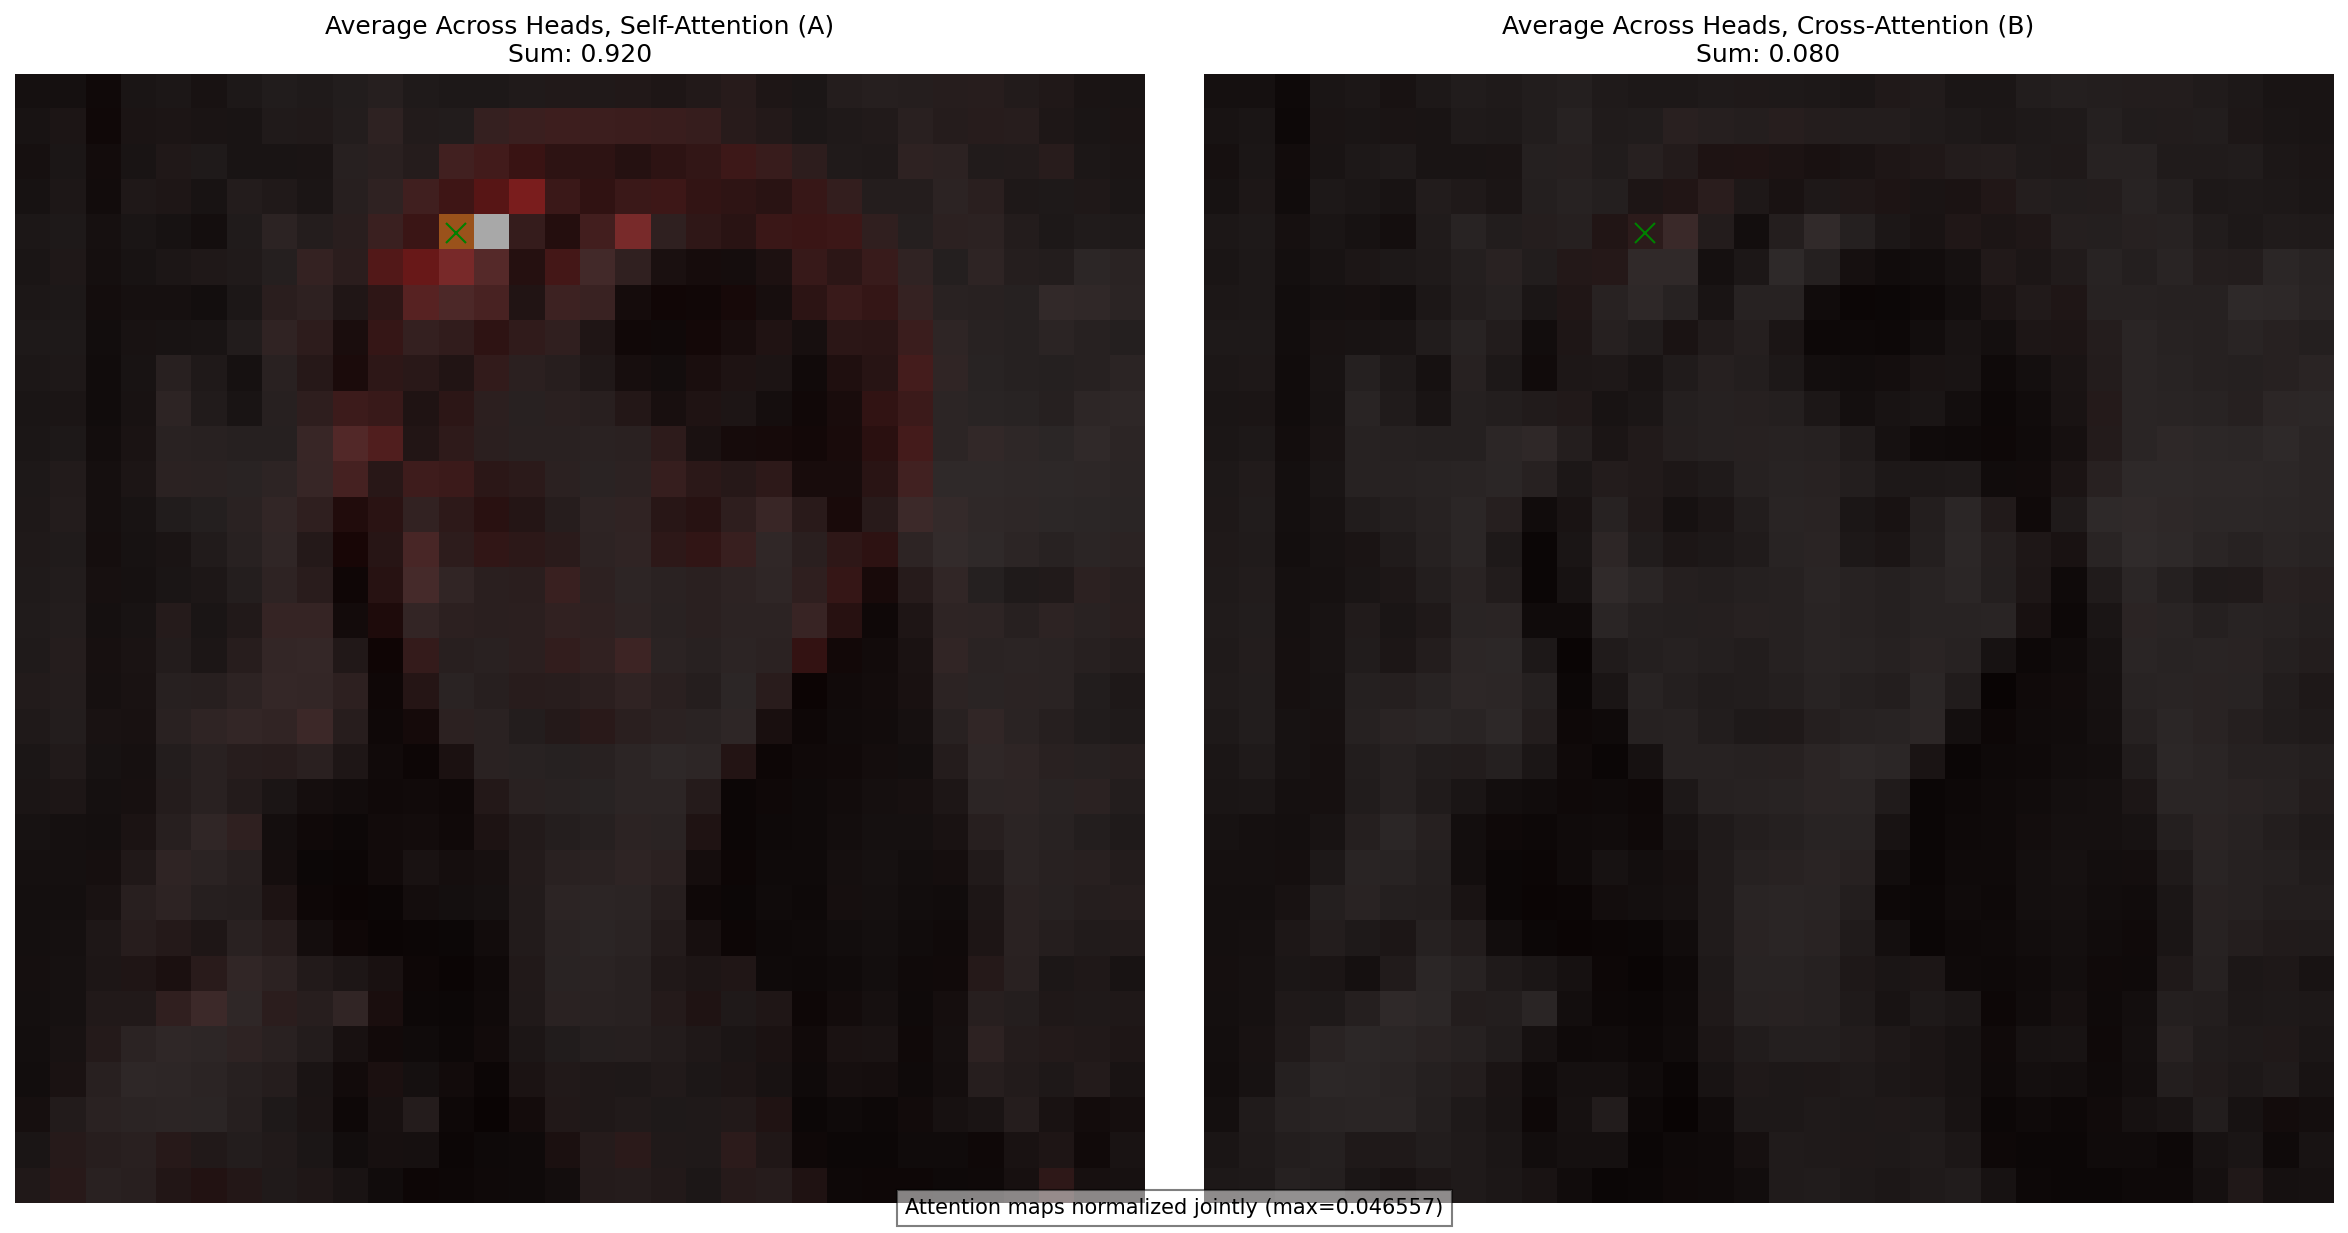 Average Across Heads, Self-Attention (A)
Sum: 0.920
Average Across Heads, Cross-Attention (B)
Sum: 0.080
Attention maps normalized jointly (max=0.046557)